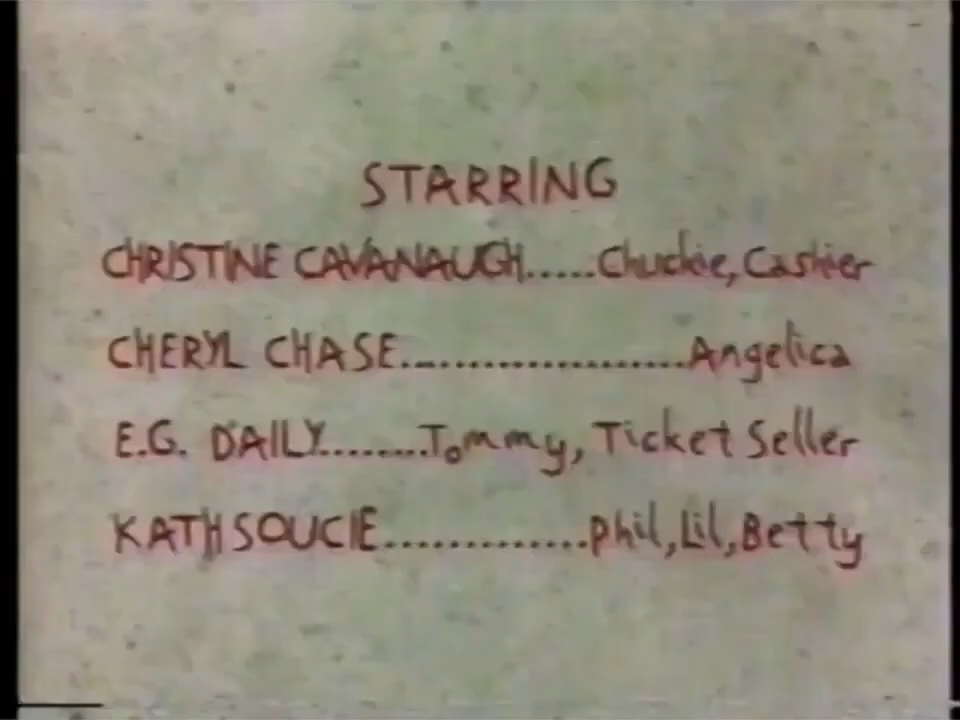 STARRING
CHRISTINE CAVANAUGH.....Chuckie, Cashier
CHERYL CHASE....................Angelica
E.G. DAILY........Tommy, Ticket Seller
KATH SOUCIE.............Phil, Lil, Betty